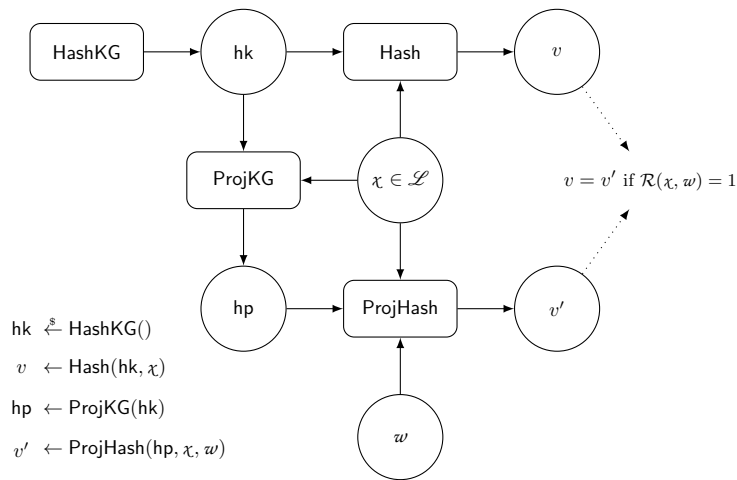 HashKG hk Hash v
ProjKG χ ∈ ℒ v = v′ if ℛ(χ, w) = 1
hp ProjHash v′
hk ←$ HashKG()
v ← Hash(hk, χ)
hp ← ProjKG(hk)
v′ ← ProjHash(hp, χ, w)
w